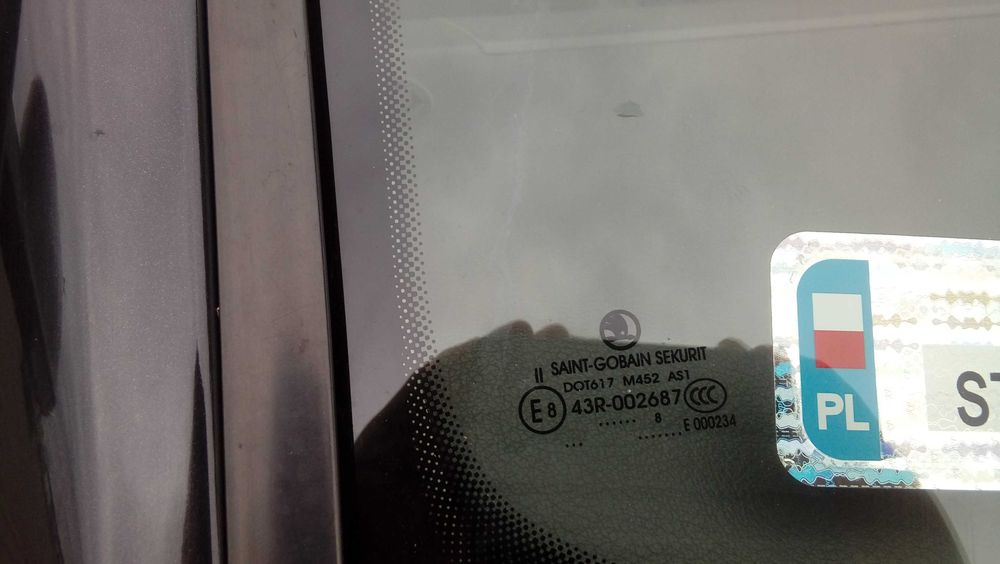 II SAINT-GOBAIN SEKURIT
DOT617 M452 AS1
E8 43R-002687 CCC
...... 8
... ....... E 000234
PL
ST